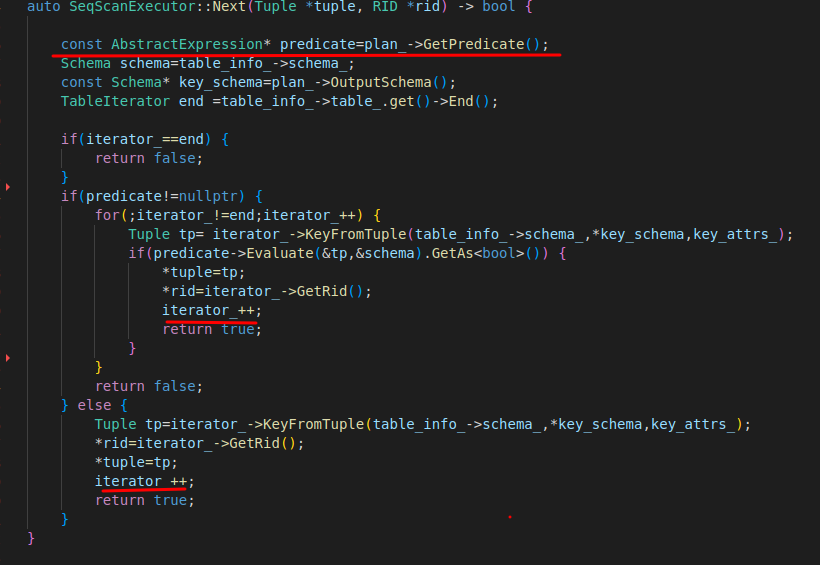 auto SeqScanExecutor::Next(Tuple *tuple, RID *rid) -> bool {
const AbstractExpression* predicate=plan_->GetPredicate();
Schema schema=table_info_->schema_;
const Schema* key_schema=plan_->OutputSchema();
TableIterator end =table_info_->table_.get()->End();
if(iterator_==end) {
return false;
}
if(predicate!=nullptr) {
for(;iterator_!=end;iterator_++) {
Tuple tp= iterator_->KeyFromTuple(table_info_->schema_,*key_schema,key_attrs_);
if(predicate->Evaluate(&tp,&schema).GetAs<bool>()) {
*tuple=tp;
*rid=iterator_->GetRid();
iterator_++;
return true;
}
}
return false;
} else {
Tuple tp=iterator_->KeyFromTuple(table_info_->schema_,*key_schema,key_attrs_);
*rid=iterator_->GetRid();
*tuple=tp;
iterator_++;
return true;
}
}